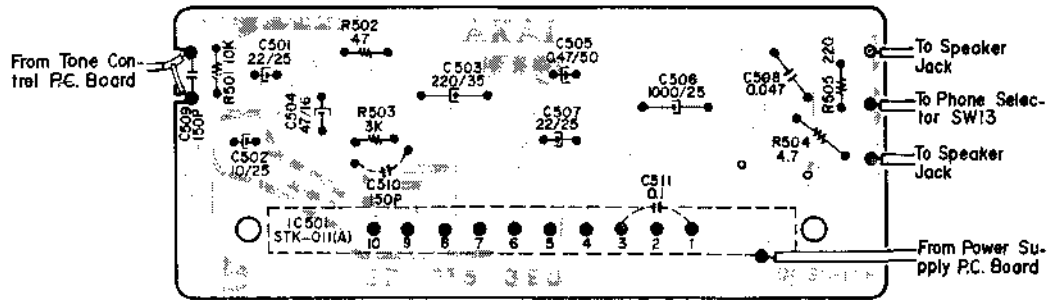 From Tone Con-
trel P.C. Board
C509
150P
R501 10K
C501
22/25
R502
47
C504
47/16
C502
10/25
R503
3K
C510
150P
C503
220/35
C505
0.47/50
C507
22/25
C506
1000/25
C508
0.047
R505 220
R504
4.7
C511
0.1
AKAI
IC501
STK-011(A)
10 9 8 7 6 5 4 3 2 1
To Speaker
Jack
To Phone Selec-
tor SW13
To Speaker
Jack
From Power Su-
pply P.C. Board